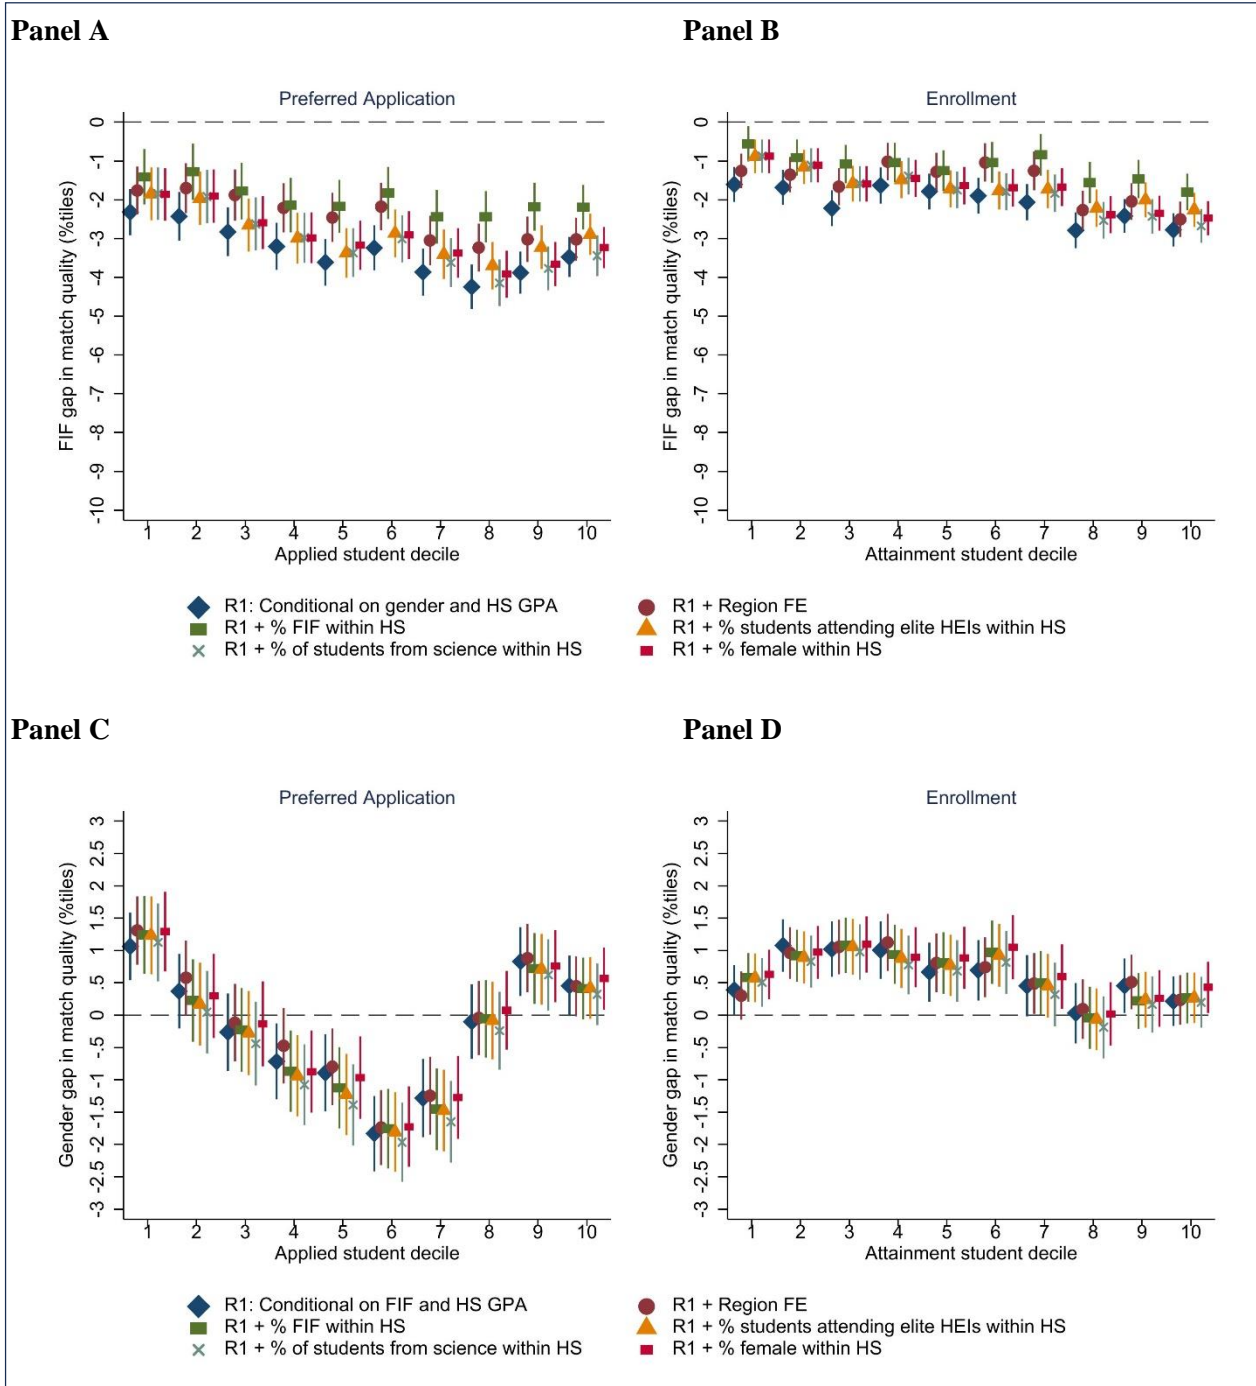 Panel A
Panel B
Preferred Application
Enrollment
0
-1
-2
-3
-4
-5
-6
-7
-8
-9
-10
FIF gap in match quality (%tiles)
1 2 3 4 5 6 7 8 9 10
Applied student decile
0
-1
-2
-3
-4
-5
-6
-7
-8
-9
-10
FIF gap in match quality (%tiles)
1 2 3 4 5 6 7 8 9 10
Attainment student decile
R1: Conditional on gender and HS GPA
R1 + Region FE
R1 + % FIF within HS
R1 + % students attending elite HEIs within HS
R1 + % of students from science within HS
R1 + % female within HS
Panel C
Panel D
Preferred Application
Enrollment
3
2.5
2
1.5
1
.5
0
-.5
-1
-1.5
-2
-2.5
-3
Gender gap in match quality (%tiles)
1 2 3 4 5 6 7 8 9 10
Applied student decile
3
2.5
2
1.5
1
.5
0
-.5
-1
-1.5
-2
-2.5
-3
Gender gap in match quality (%tiles)
1 2 3 4 5 6 7 8 9 10
Attainment student decile
R1: Conditional on FIF and HS GPA
R1 + Region FE
R1 + % FIF within HS
R1 + % students attending elite HEIs within HS
R1 + % of students from science within HS
R1 + % female within HS